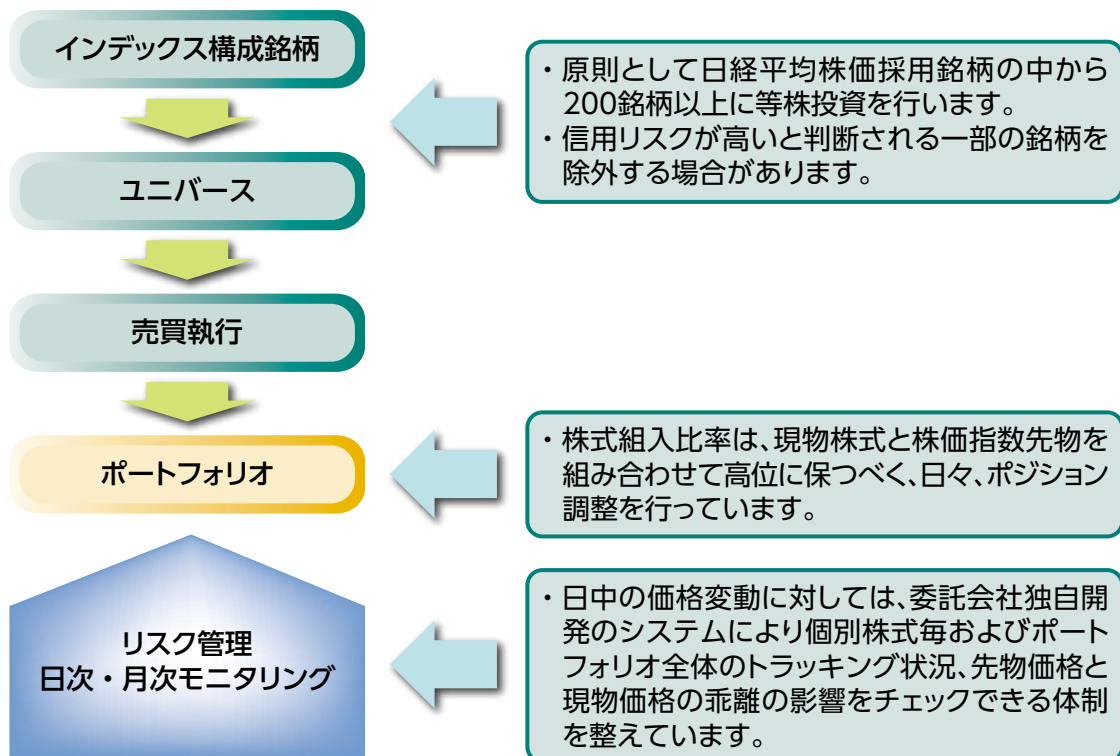 インデックス構成銘柄
・原則として日経平均株価採用銘柄の中から
200銘柄以上に等株投資を行います。
・信用リスクが高いと判断される一部の銘柄を
除外する場合があります。
ユニバース
売買執行
ポートフォリオ
・株式組入比率は、現物株式と株価指数先物を
組み合わせて高位に保つべく、日々、ポジション
調整を行っています。
リスク管理
日次・月次モニタリング
・日中の価格変動に対しては、委託会社独自開
発のシステムにより個別株式毎およびポート
フォリオ全体のトラッキング状況、先物価格と
現物価格の乖離の影響をチェックできる体制
を整えています。